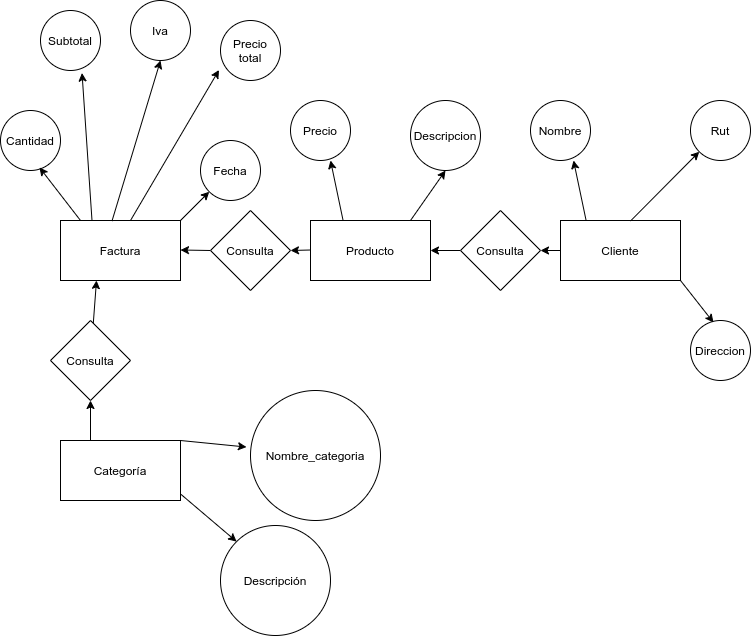 Subtotal
Iva
Precio
total
Cantidad
Fecha
Precio
Descripcion
Nombre
Rut
Factura
Consulta
Producto
Consulta
Cliente
Consulta
Direccion
Categoría
Nombre_categoria
Descripción